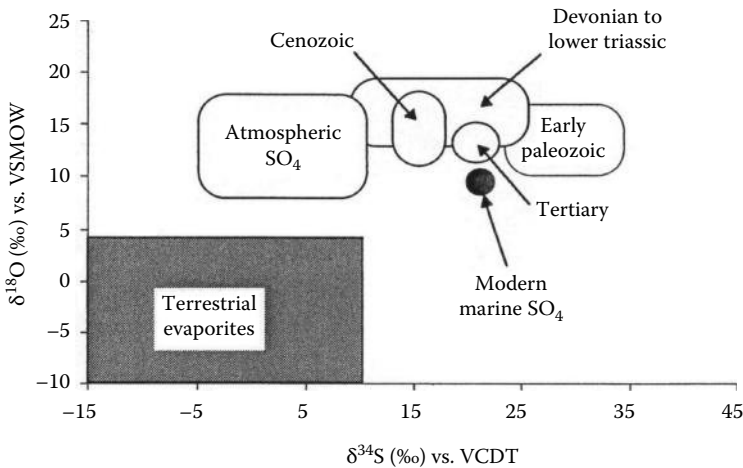 25
20
15
10
5
0
−5
−10
δ¹⁸O (‰) vs. VSMOW
Cenozoic
Devonian to
lower triassic
Atmospheric
SO₄
Early
paleozoic
Tertiary
Modern
marine SO₄
Terrestrial
evaporites
−15
−5
5
15
25
35
45
δ³⁴S (‰) vs. VCDT